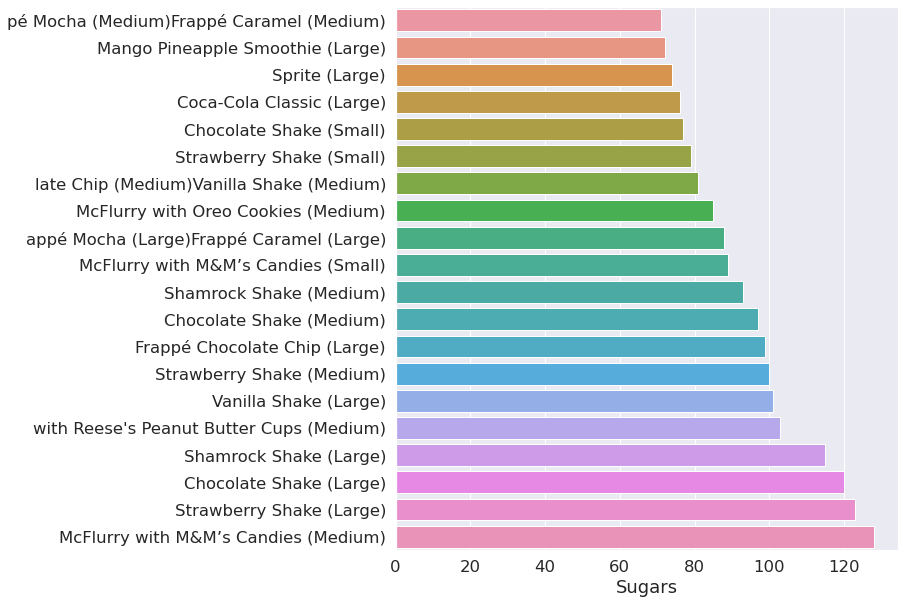 pé Mocha (Medium)Frappé Caramel (Medium)
Mango Pineapple Smoothie (Large)
Sprite (Large)
Coca-Cola Classic (Large)
Chocolate Shake (Small)
Strawberry Shake (Small)
late Chip (Medium)Vanilla Shake (Medium)
McFlurry with Oreo Cookies (Medium)
appé Mocha (Large)Frappé Caramel (Large)
McFlurry with M&M’s Candies (Small)
Shamrock Shake (Medium)
Chocolate Shake (Medium)
Frappé Chocolate Chip (Large)
Strawberry Shake (Medium)
Vanilla Shake (Large)
with Reese's Peanut Butter Cups (Medium)
Shamrock Shake (Large)
Chocolate Shake (Large)
Strawberry Shake (Large)
McFlurry with M&M’s Candies (Medium)
0 20 40 60 80 100 120
Sugars